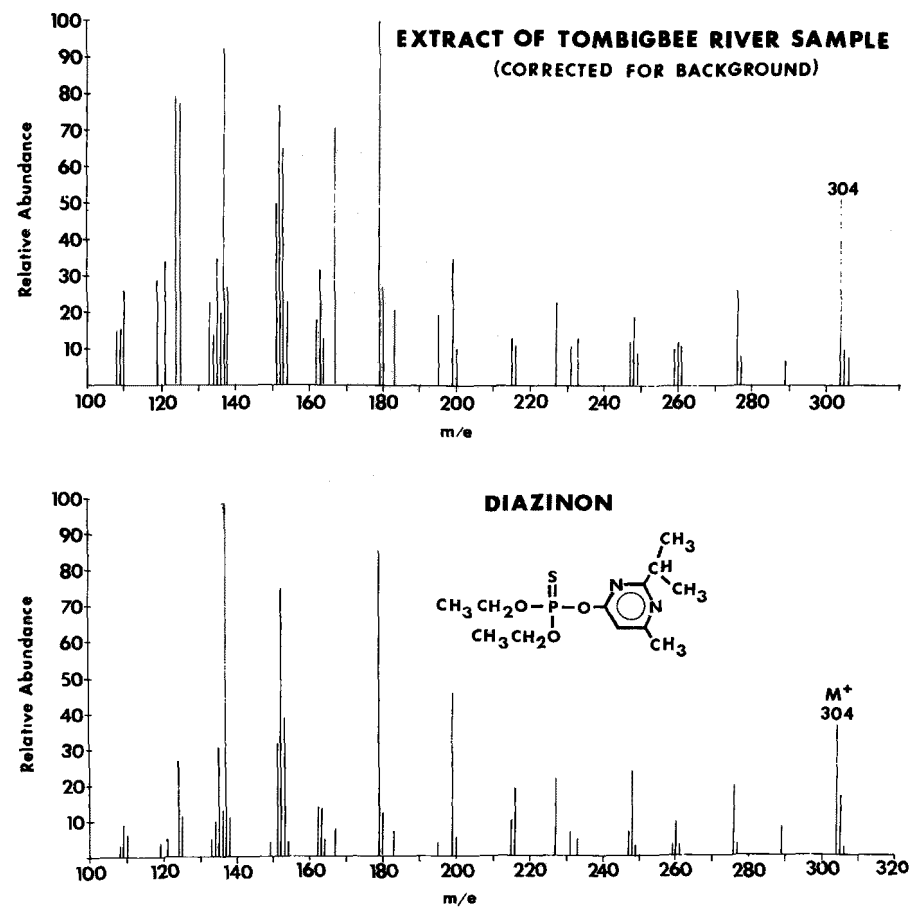 EXTRACT OF TOMBIGBEE RIVER SAMPLE
(CORRECTED FOR BACKGROUND)
Relative Abundance
100
90
80
70
60
50
40
30
20
10
304
100 120 140 160 180 200 220 240 260 280 300
m/e
DIAZINON
Relative Abundance
100
90
80
70
60
50
40
30
20
10
CH3
S N CH
CH3
CH3CH2O P O N
CH3CH2O CH3
M+
304
100 120 140 160 180 200 220 240 260 280 300 320
m/e